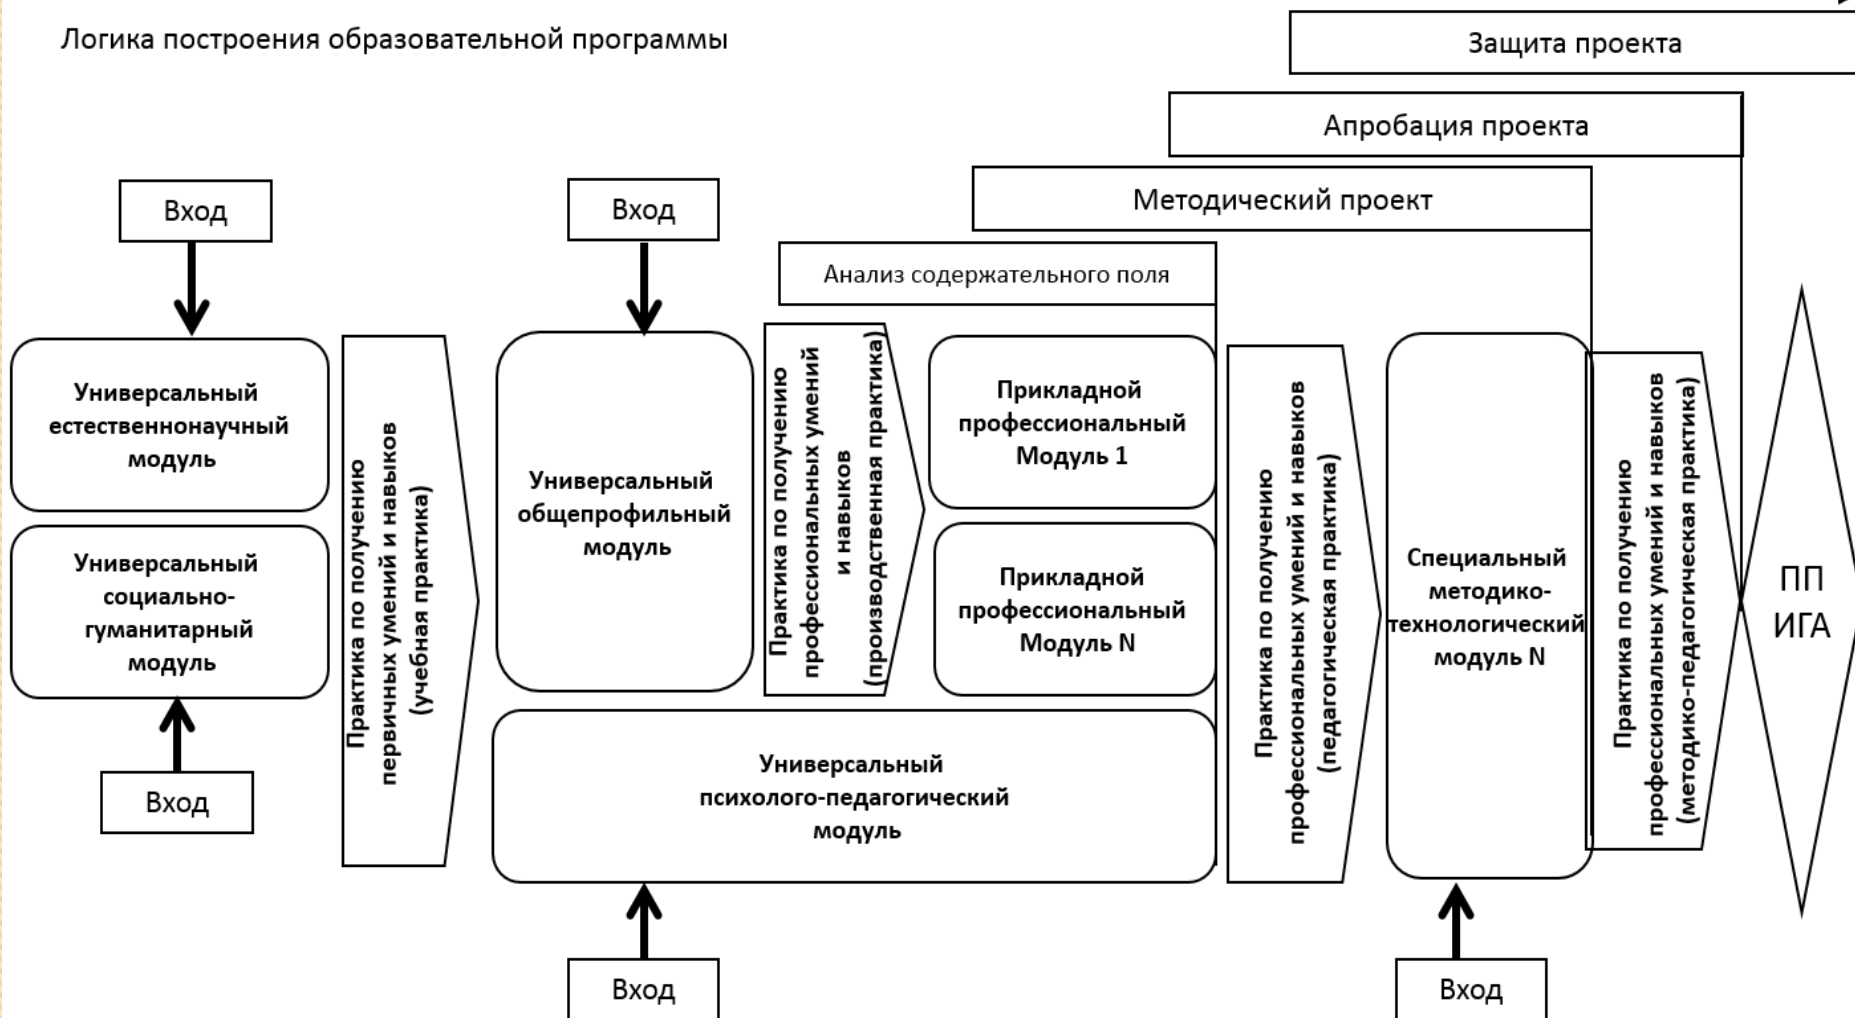 Логика построения образовательной программы
Защита проекта
Апробация проекта
Методический проект
Анализ содержательного поля
Вход
Вход
Универсальный
естественнонаучный
модуль
Универсальный
социально-
гуманитарный
модуль
Вход
Практика по получению
первичных умений и навыков
(учебная практика)
Универсальный
общепрофильный
модуль
Практика по получению
профессиональных умений
и навыков
(производственная практика)
Прикладной
профессиональный
Модуль 1
Прикладной
профессиональный
Модуль N
Универсальный
психолого-педагогический
модуль
Вход
Практика по получению
профессиональных умений и навыков
(педагогическая практика)
Специальный
методико-
технологический
модуль N
Вход
Практика по получению
профессиональных умений и навыков
(методико-педагогическая практика)
ПП
ИГА